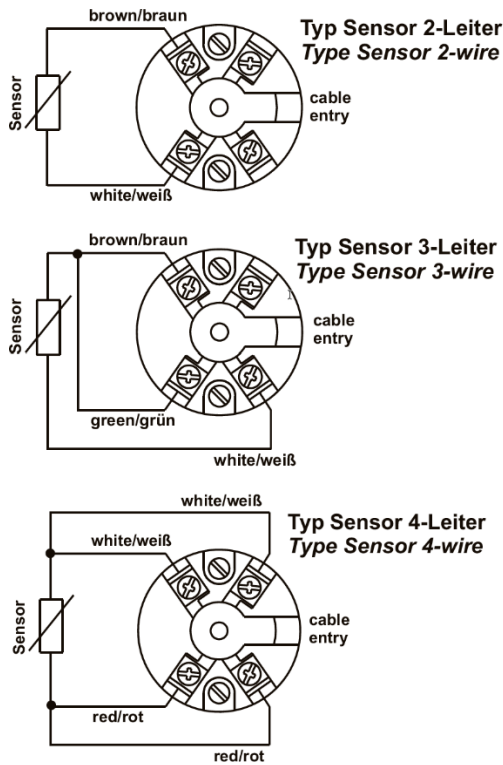 brown/braun
Typ Sensor 2-Leiter
Type Sensor 2-wire
Sensor
cable
entry
white/weiß
brown/braun
Typ Sensor 3-Leiter
Type Sensor 3-wire
Sensor
cable
entry
green/grün
white/weiß
white/weiß
Typ Sensor 4-Leiter
Type Sensor 4-wire
white/weiß
Sensor
cable
entry
red/rot
red/rot